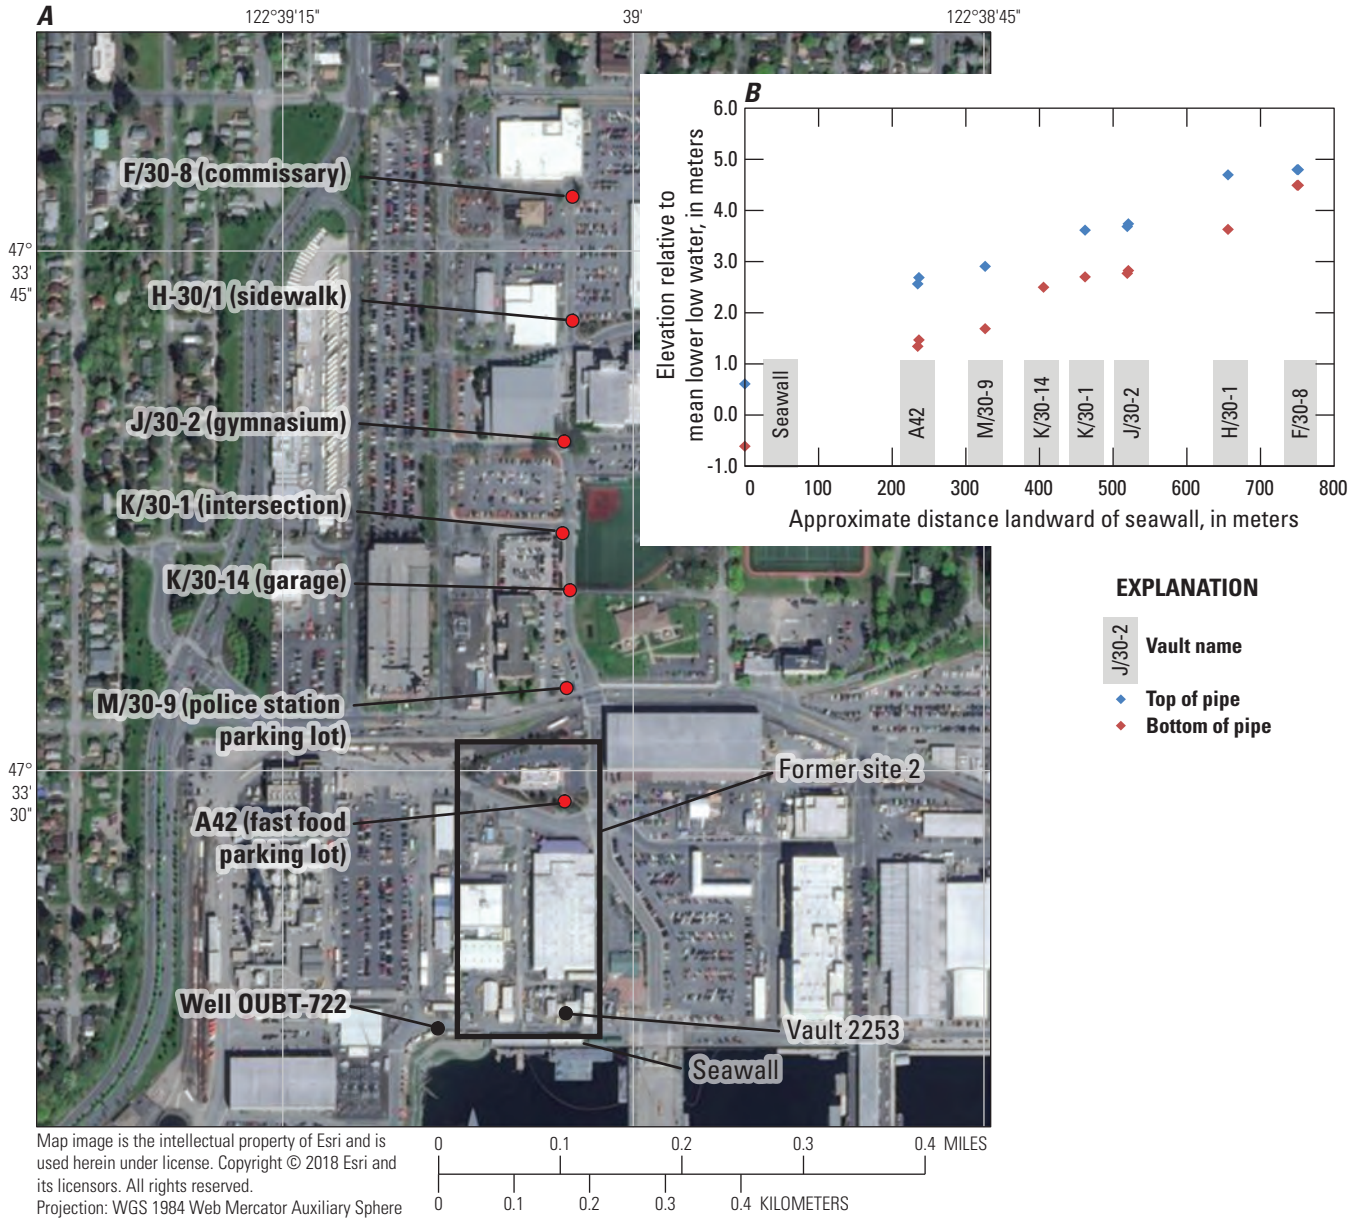 A
122°39'15"
39'
122°38'45"
47°
33'
45"
47°
33'
30"
F/30-8 (commissary)
H-30/1 (sidewalk)
J/30-2 (gymnasium)
K/30-1 (intersection)
K/30-14 (garage)
M/30-9 (police station
parking lot)
A42 (fast food
parking lot)
Former site 2
Well OUBT-722
Vault 2253
Seawall
B
Elevation relative to
mean lower low water, in meters
6.0
5.0
4.0
3.0
2.0
1.0
0.0
-1.0
Seawall
A42
M/30-9
K/30-14
K/30-1
J/30-2
H/30-1
F/30-8
0 100 200 300 400 500 600 700 800
Approximate distance landward of seawall, in meters
EXPLANATION
J/30-2
Vault name
Top of pipe
Bottom of pipe
Map image is the intellectual property of Esri and is
used herein under license. Copyright © 2018 Esri and
its licensors. All rights reserved.
Projection: WGS 1984 Web Mercator Auxiliary Sphere
0 0.1 0.2 0.3 0.4 MILES
0 0.1 0.2 0.3 0.4 KILOMETERS